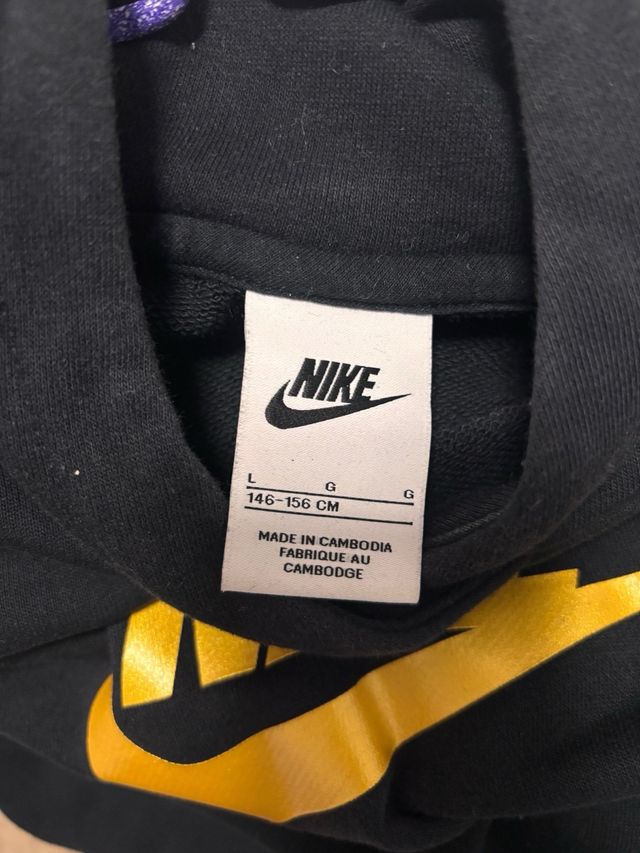 NIKE
L G G
146-156 CM
MADE IN CAMBODIA
FABRIQUE AU
CAMBODGE